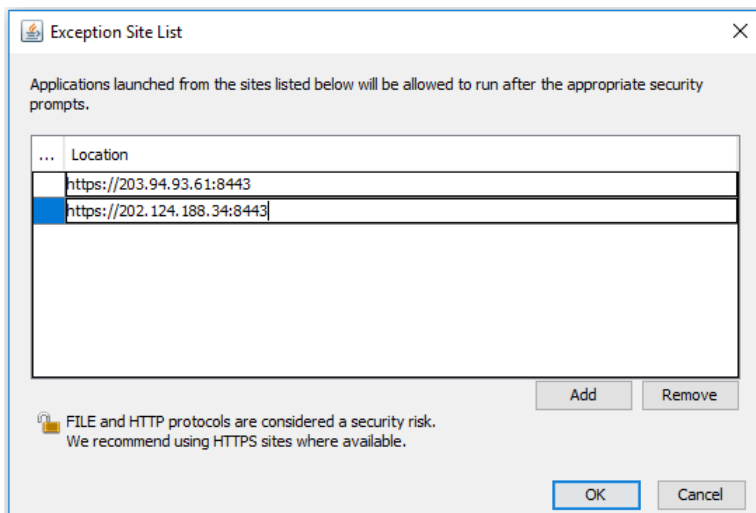 Exception Site List
Applications launched from the sites listed below will be allowed to run after the appropriate security
prompts.
... Location
https://203.94.93.61:8443
https://202.124.188.34:8443
Add Remove
FILE and HTTP protocols are considered a security risk.
We recommend using HTTPS sites where available.
OK Cancel